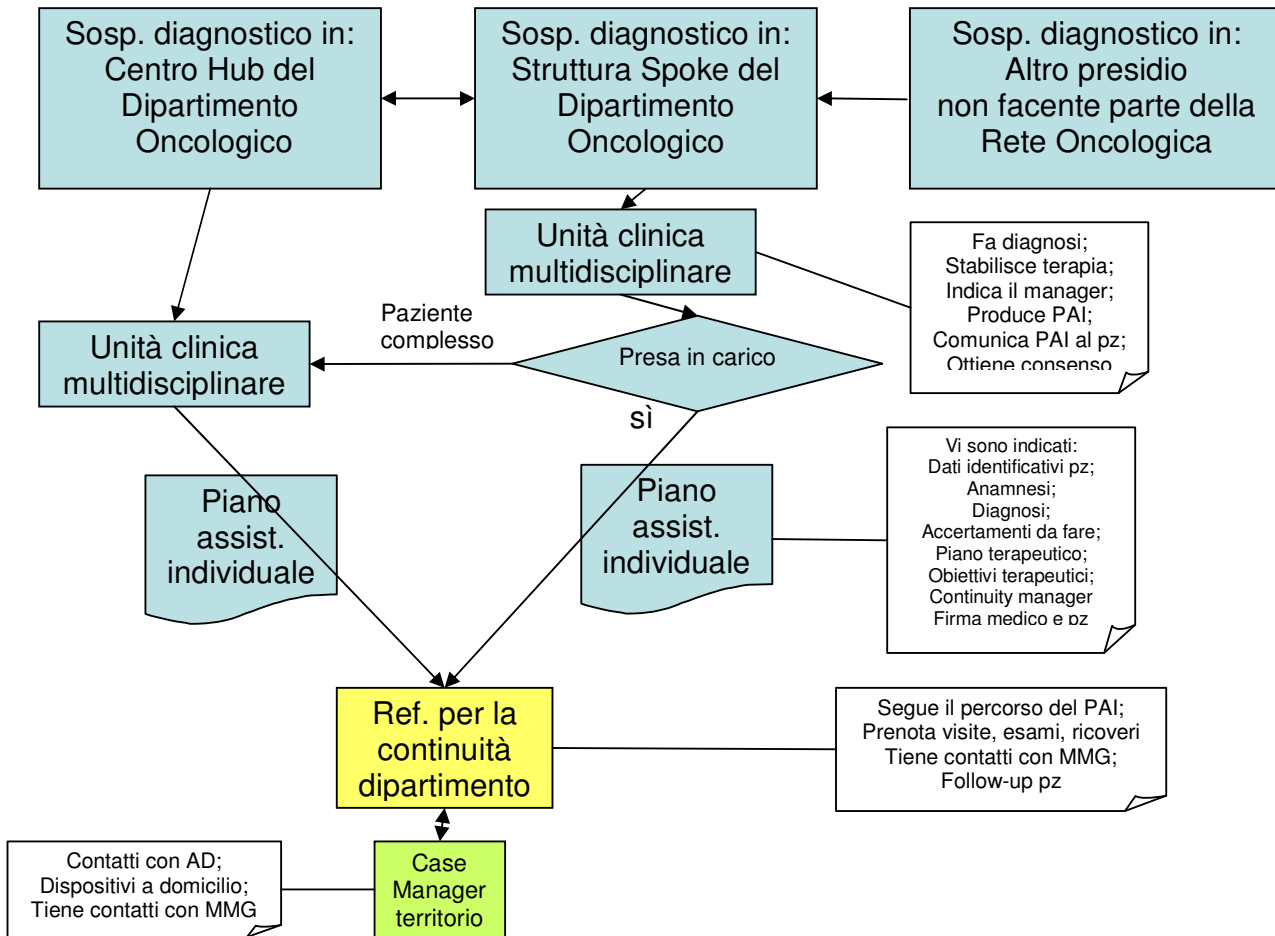 Sosp. diagnostico in:
Centro Hub del
Dipartimento
Oncologico
Sosp. diagnostico in:
Struttura Spoke del
Dipartimento
Oncologico
Sosp. diagnostico in:
Altro presidio
non facente parte della
Rete Oncologica
Unità clinica
multidisciplinare
Fa diagnosi;
Stabilisce terapia;
Indica il manager;
Produce PAI;
Comunica PAI al pz;
Ottiene consenso
Paziente
complesso
Unità clinica
multidisciplinare
Presa in carico
sì
Vi sono indicati:
Dati identificativi pz;
Anamnesi;
Diagnosi;
Accertamenti da fare;
Piano terapeutico;
Obiettivi terapeutici;
Continuity manager
Firma medico e pz
Piano
assist.
individuale
Piano
assist.
individuale
Ref. per la
continuità
dipartimento
Segue il percorso del PAI;
Prenota visite, esami, ricoveri
Tiene contatti con MMG;
Follow-up pz
Contatti con AD;
Dispositivi a domicilio;
Tiene contatti con MMG
Case
Manager
territorio